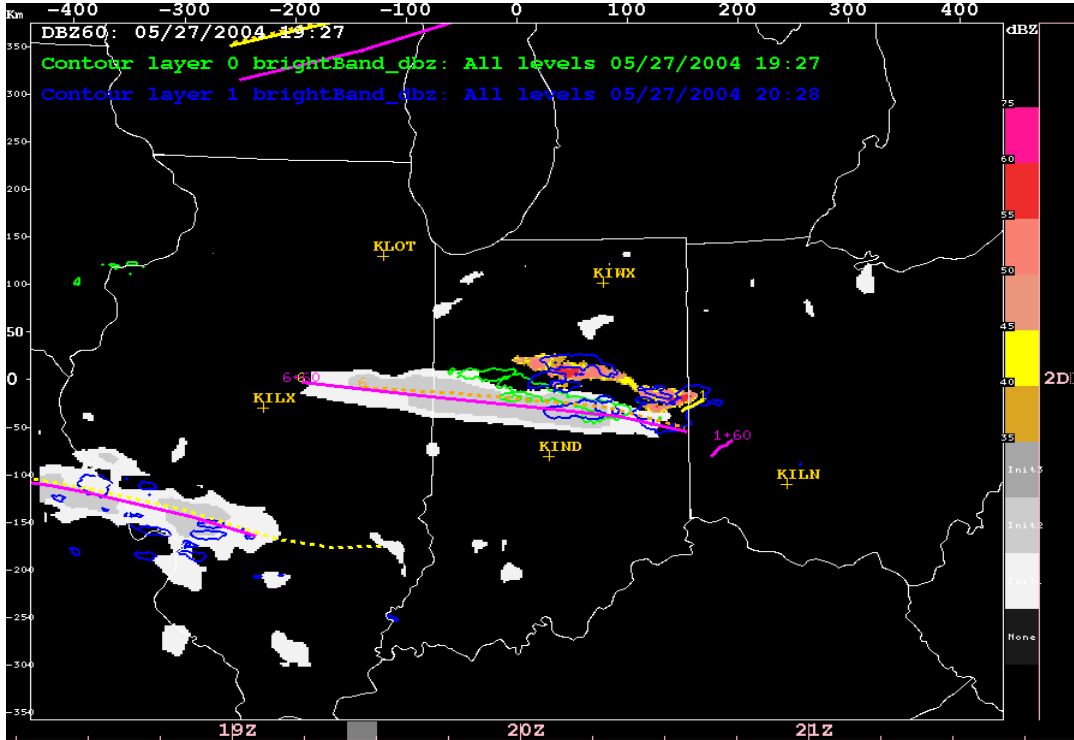 Km -400 -300 -200 -100 0 100 200 300 400 dBZ
DBZ60: 05/27/2004 19:27
Contour layer 0 brightBand_dbz: All levels 05/27/2004 19:27
Contour layer 1 brightBand_dbz: All levels 05/27/2004 20:28
350
300
250
200
150
100
50
0
-50
-100
-150
-200
-250
-300
-350
KLOT
KIWX
6+60
6
KILX
KIND
1+60
KILN
75
60
55
50
45
40
35
Init3
Init2
None
2D
19Z 20Z 21Z